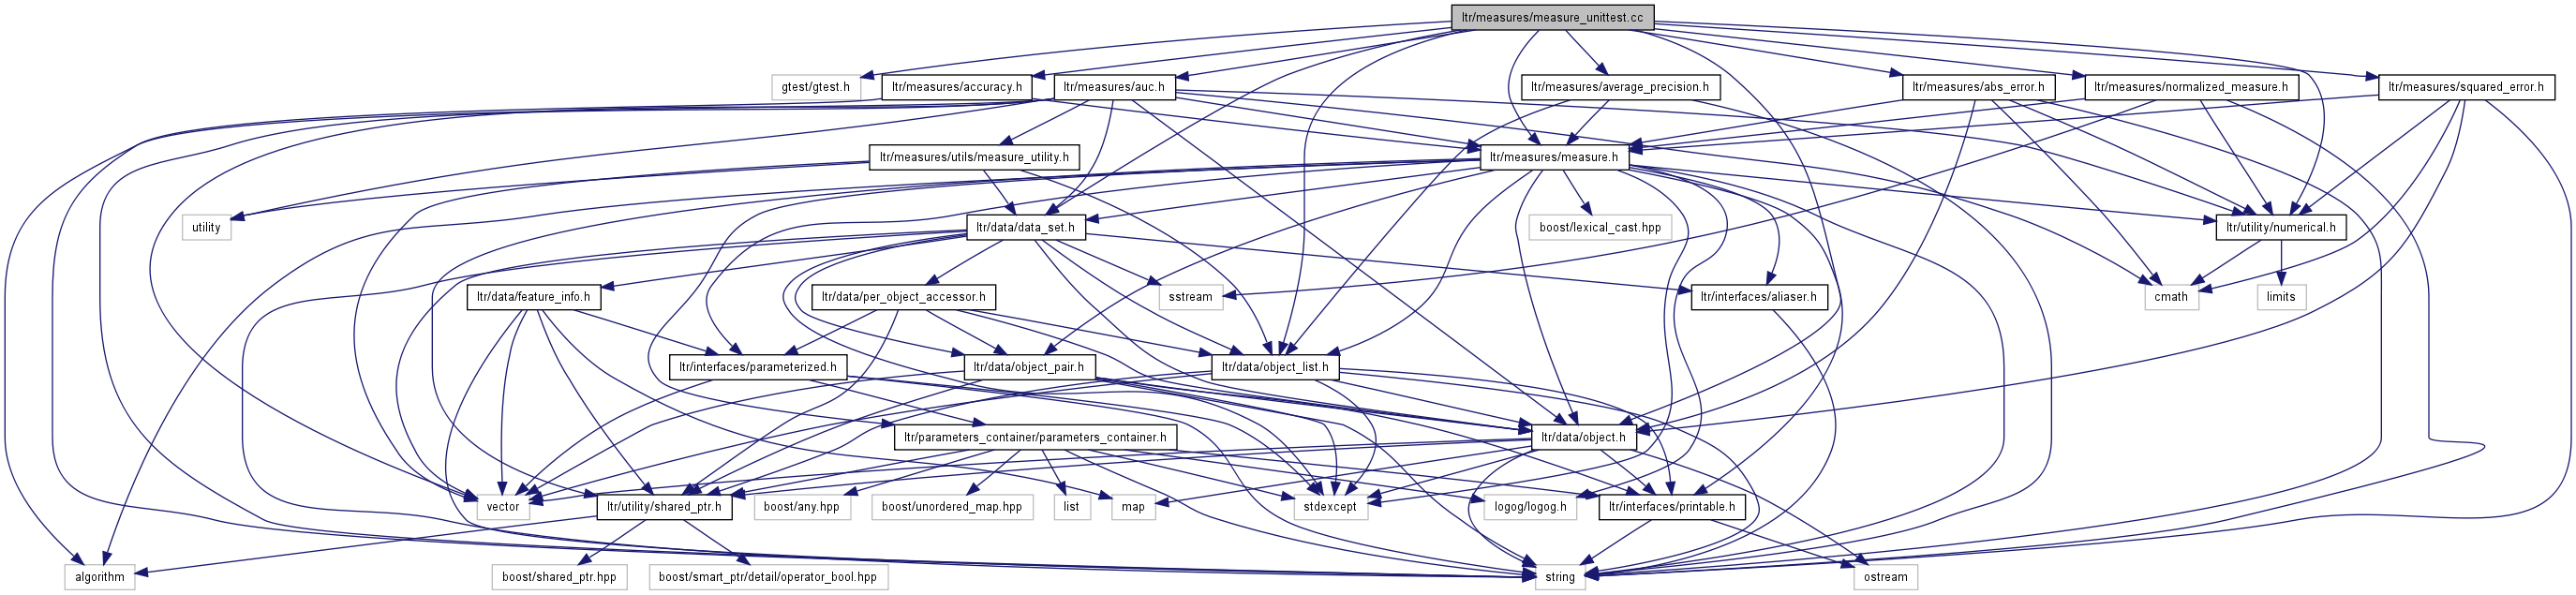 ltr/measures/measure_unittest.cc
gtest/gtest.h
ltr/measures/accuracy.h
ltr/measures/auc.h
ltr/measures/average_precision.h
ltr/measures/abs_error.h
ltr/measures/normalized_measure.h
ltr/measures/squared_error.h
ltr/measures/utils/measure_utility.h
ltr/measures/measure.h
utility
ltr/data/data_set.h
boost/lexical_cast.hpp
ltr/utility/numerical.h
ltr/data/feature_info.h
ltr/data/per_object_accessor.h
sstream
ltr/interfaces/aliaser.h
cmath
limits
ltr/interfaces/parameterized.h
ltr/data/object_pair.h
ltr/data/object_list.h
ltr/parameters_container/parameters_container.h
ltr/data/object.h
vector
ltr/utility/shared_ptr.h
boost/any.hpp
boost/unordered_map.hpp
list
map
stdexcept
logog/logog.h
ltr/interfaces/printable.h
algorithm
boost/shared_ptr.hpp
boost/smart_ptr/detail/operator_bool.hpp
string
ostream